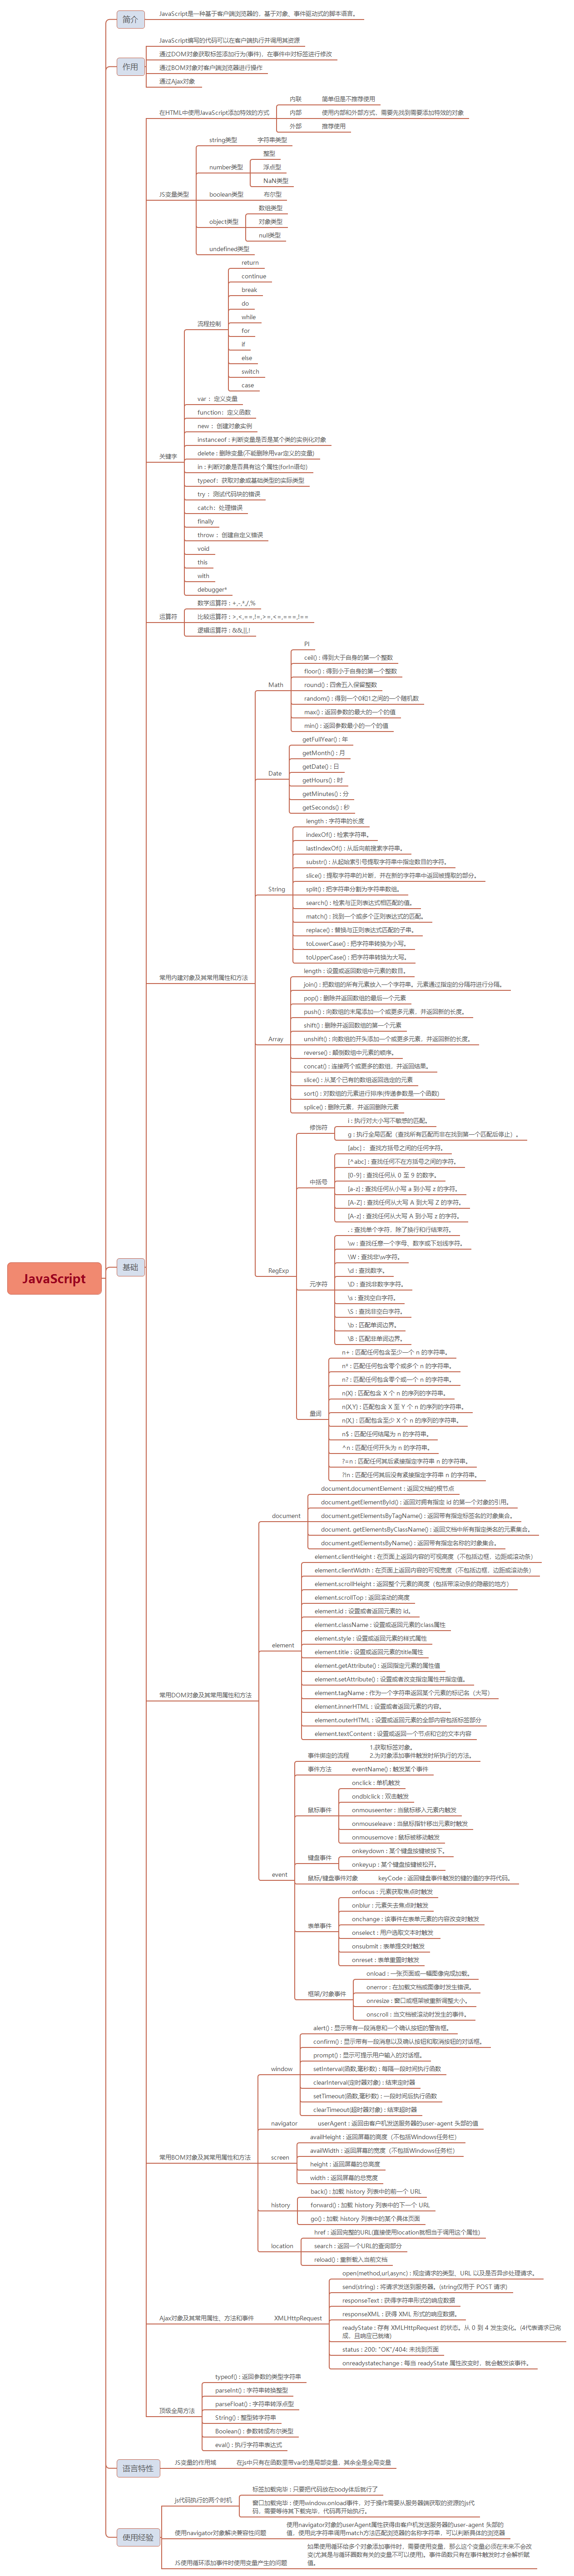 JavaScript
简介
JavaScript是一种基于客户端浏览器的、基于对象、事件驱动式的脚本语言。
作用
JavaScript编写的代码可以在客户端执行并调用其资源
通过DOM对象获取标签添加行为(事件)，在事件中对标签进行修改
通过BOM对象对客户端浏览器进行操作
通过Ajax对象
基础
在HTML中使用JavaScript添加特效的方式
内联 简单但是不推荐使用
内部 使用内部和外部方式，需要先找到需要添加特效的对象
外部 推荐使用
JS变量类型
string类型 字符串类型
number类型
整型
浮点型
NaN类型
boolean类型 布尔型
object类型
数组类型
对象类型
null类型
undefined类型
关键字
流程控制
return
continue
break
do
while
for
if
else
switch
case
var： 定义变量
function：定义函数
new： 创建对象实例
instanceof : 判断变量是否是某个类的实例化对象
delete : 删除变量(不能删除用var定义的变量)
in : 判断对象是否具有这个属性(forIn语句)
typeof：获取对象或基础类型的实际类型
try： 测试代码块的错误
catch：处理错误
finally
throw： 创建自定义错误
void
this
with
debugger*
运算符
数字运算符 : +,-,*,/,%
比较运算符 : >,<,==,!=,>=,<=,===,!==
逻辑运算符 : &&,||,!
常用内建对象及其常用属性和方法
Math
PI
ceil() : 得到大于自身的第一个整数
floor() : 得到小于自身的第一个整数
round() : 四舍五入保留整数
random() : 得到一个0和1之间的一个随机数
max() : 返回参数的最大的一个的值
min() : 返回参数最小的一个的值
Date
getFullYear() : 年
getMonth() : 月
getDate() : 日
getHours() : 时
getMinutes() : 分
getSeconds() : 秒
String
length : 字符串的长度
indexOf() : 检索字符串。
lastIndexOf() : 从后向前搜索字符串。
substr() : 从起始索引号提取字符串中指定数目的字符。
slice() : 提取字符串的片断，并在新的字符串中返回被提取的部分。
split() : 把字符串分割为字符串数组。
search() : 检索与正则表达式相匹配的值。
match() : 找到一个或多个正则表达式的匹配。
replace() : 替换与正则表达式匹配的子串。
toLowerCase() : 把字符串转换为小写。
toUpperCase() : 把字符串转换为大写。
Array
length : 设置或返回数组中元素的数目。
join() : 把数组的所有元素放入一个字符串。元素通过指定的分隔符进行分隔。
pop() : 删除并返回数组的最后一个元素
push() : 向数组的末尾添加一个或更多元素，并返回新的长度。
shift() : 删除并返回数组的第一个元素
unshift() : 向数组的开头添加一个或更多元素，并返回新的长度。
reverse() : 颠倒数组中元素的顺序。
concat() : 连接两个或更多的数组，并返回结果。
slice() : 从某个已有的数组返回选定的元素
sort() : 对数组的元素进行排序(传递参数是一个函数)
splice() : 删除元素，并返回删除元素
RegExp
修饰符
i : 执行对大小写不敏感的匹配。
g : 执行全局匹配（查找所有匹配而非在找到第一个匹配后停止）。
中括号
[abc] : 查找方括号之间的任何字符。
[^abc] : 查找任何不在方括号之间的字符。
[0-9] : 查找任何从 0 至 9 的数字。
[a-z] : 查找任何从小写 a 到小写 z 的字符。
[A-Z] : 查找任何从大写 A 到大写 Z 的字符。
[A-z] : 查找任何从大写 A 到小写 z 的字符。
元字符
. : 查找单个字符，除了换行和行结束符。
\w : 查找任意一个字母、数字或下划线字符。
\W : 查找非\w字符。
\d : 查找数字。
\D : 查找非数字字符。
\s : 查找空白字符。
\S : 查找非空白字符。
\b : 匹配单词边界。
\B : 匹配非单词边界。
量词
n+ : 匹配任何包含至少一个 n 的字符串。
n* : 匹配任何包含零个或多个 n 的字符串。
n? : 匹配任何包含零个或一个 n 的字符串。
n{X} : 匹配包含 X 个 n 的序列的字符串。
n{X,Y} : 匹配包含 X 至 Y 个 n 的序列的字符串。
n{X,} : 匹配包含至少 X 个 n 的序列的字符串。
n$ : 匹配任何结尾为 n 的字符串。
^n : 匹配任何开头为 n 的字符串。
?=n : 匹配任何其后紧接指定字符串 n 的字符串。
?!n : 匹配任何其后没有紧接指定字符串 n 的字符串。
常用DOM对象及其常用属性和方法
document
document.documentElement : 返回文档的根节点
document.getElementById() : 返回对拥有指定 id 的第一个对象的引用。
document.getElementsByTagName() : 返回带有指定标签名的对象集合。
document. getElementsByClassName() : 返回文档中所有指定类名的元素集合。
document.getElementsByName() : 返回带有指定名称的对象集合。
element
element.clientHeight : 在页面上返回内容的可视高度（不包括边框，边距或滚动条）
element.clientWidth : 在页面上返回内容的可视宽度（不包括边框，边距或滚动条）
element.scrollHeight : 返回整个元素的高度（包括带滚动条的隐蔽的地方）
element.scrollTop : 返回滚动的高度
element.id : 设置或者返回元素的 id。
element.className : 设置或返回元素的class属性
element.style : 设置或返回元素的样式属性
element.title : 设置或返回元素的title属性
element.getAttribute() : 返回指定元素的属性值
element.setAttribute() : 设置或者改变指定属性并指定值。
element.tagName : 作为一个字符串返回某个元素的标记名（大写）
element.innerHTML : 设置或者返回元素的内容。
element.outerHTML : 设置或返回元素的全部内容包括标签部分
element.textContent : 设置或返回一个节点和它的文本内容
event
事件绑定的流程
1.获取标签对象。
2.为对象添加事件触发时所执行的方法。
事件方法 eventName() : 触发某个事件
鼠标事件
onclick : 单机触发
ondblclick : 双击触发
onmouseenter : 当鼠标移入元素内触发
onmouseleave : 当鼠标指针移出元素时触发
onmousemove : 鼠标被移动触发
键盘事件
onkeydown : 某个键盘按键被按下。
onkeyup : 某个键盘按键被松开。
鼠标/键盘事件对象 keyCode : 返回键盘事件触发的键的值的字符代码。
表单事件
onfocus : 元素获取焦点时触发
onblur : 元素失去焦点时触发
onchange : 该事件在表单元素的内容改变时触发
onselect : 用户选取文本时触发
onsubmit : 表单提交时触发
onreset : 表单重置时触发
框架/对象事件
onload : 一张页面或一幅图像完成加载。
onerror : 在加载文档或图像时发生错误。
onresize : 窗口或框架被重新调整大小。
onscroll : 当文档被滚动时发生的事件。
常用BOM对象及其常用属性和方法
window
alert() : 显示带有一段消息和一个确认按钮的警告框。
confirm() : 显示带有一段消息以及确认按钮和取消按钮的对话框。
prompt() : 显示可提示用户输入的对话框。
setInterval(函数,毫秒数) : 每隔一段时间执行函数
clearInterval(定时器对象) : 结束定时器
setTimeout(函数,毫秒数) : 一段时间后执行函数
clearTimeout(超时器对象) : 结束超时器
navigator userAgent : 返回由客户机发送服务器的user-agent 头部的值
screen
availHeight : 返回屏幕的高度（不包括Windows任务栏）
availWidth : 返回屏幕的宽度（不包括Windows任务栏）
height : 返回屏幕的总高度
width : 返回屏幕的总宽度
history
back() : 加载 history 列表中的前一个 URL
forward() : 加载 history 列表中的下一个 URL
go() : 加载 history 列表中的某个具体页面
location
href : 返回完整的URL(直接使用location就相当于调用这个属性)
search : 返回一个URL的查询部分
reload() : 重新载入当前文档
Ajax对象及其常用属性、方法和事件
XMLHttpRequest
open(method,url,async) : 规定请求的类型、URL 以及是否异步处理请求。
send(string) : 将请求发送到服务器。(string仅用于 POST 请求)
responseText : 获得字符串形式的响应数据
responseXML : 获得 XML 形式的响应数据。
readyState : 存有 XMLHttpRequest 的状态。从 0 到 4 发生变化。(4代表请求已完
成，且响应已就绪)
status : 200: "OK"/404: 未找到页面
onreadystatechange : 每当 readyState 属性改变时，就会触发该事件。
顶级全局方法
typeof() : 返回参数的类型字符串
parseInt() : 字符串转换整型
parseFloat() : 字符串转浮点型
String() : 整型转字符串
Boolean() : 参数转成布尔类型
eval() : 执行字符串表达式
语言特性
JS变量的作用域 在js中只有在函数里带var的是局部变量，其余全是全局变量
使用经验
js代码执行的两个时机
标签加载完毕 : 只要把代码放在body体后就行了
窗口加载完毕 : 使用window.onload事件，对于操作需要从服务器端获取的资源的js代
码，需要等待其下载完毕，代码再开始执行。
使用navigator对象解决兼容性问题
使用navigator对象的userAgent属性获得由客户机发送服务器的user-agent 头部的
值，使用此字符串调用match方法匹配浏览器的名称字符串，可以判断具体的浏览器
JS使用循环添加事件时使用变量产生的问题
如果使用循环给多个对象添加事件时，需要使用变量，那么这个变量必须在未来不会改
变(尤其是与循环圈数有关的变量不可以使用)。事件函数只有在事件触发时才会解析赋
值。